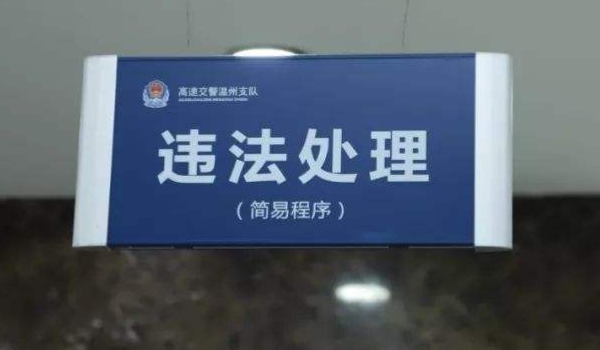 高速交警温州支队
违法处理
（简易程序）